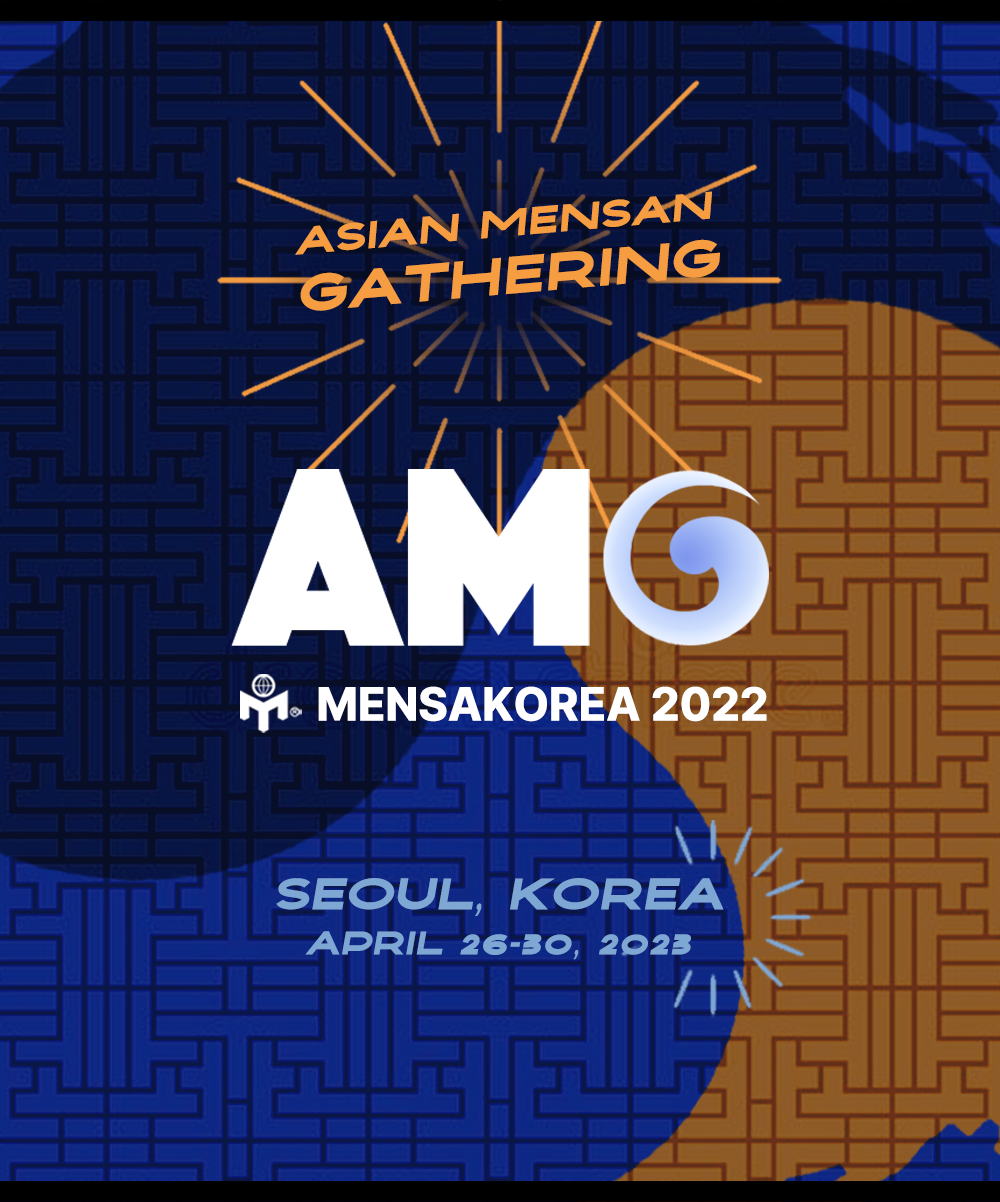 ASIAN MENSAN
GATHERING
AMG
MENSAKOREA 2022
SEOUL, KOREA
APRIL 26-30, 2023